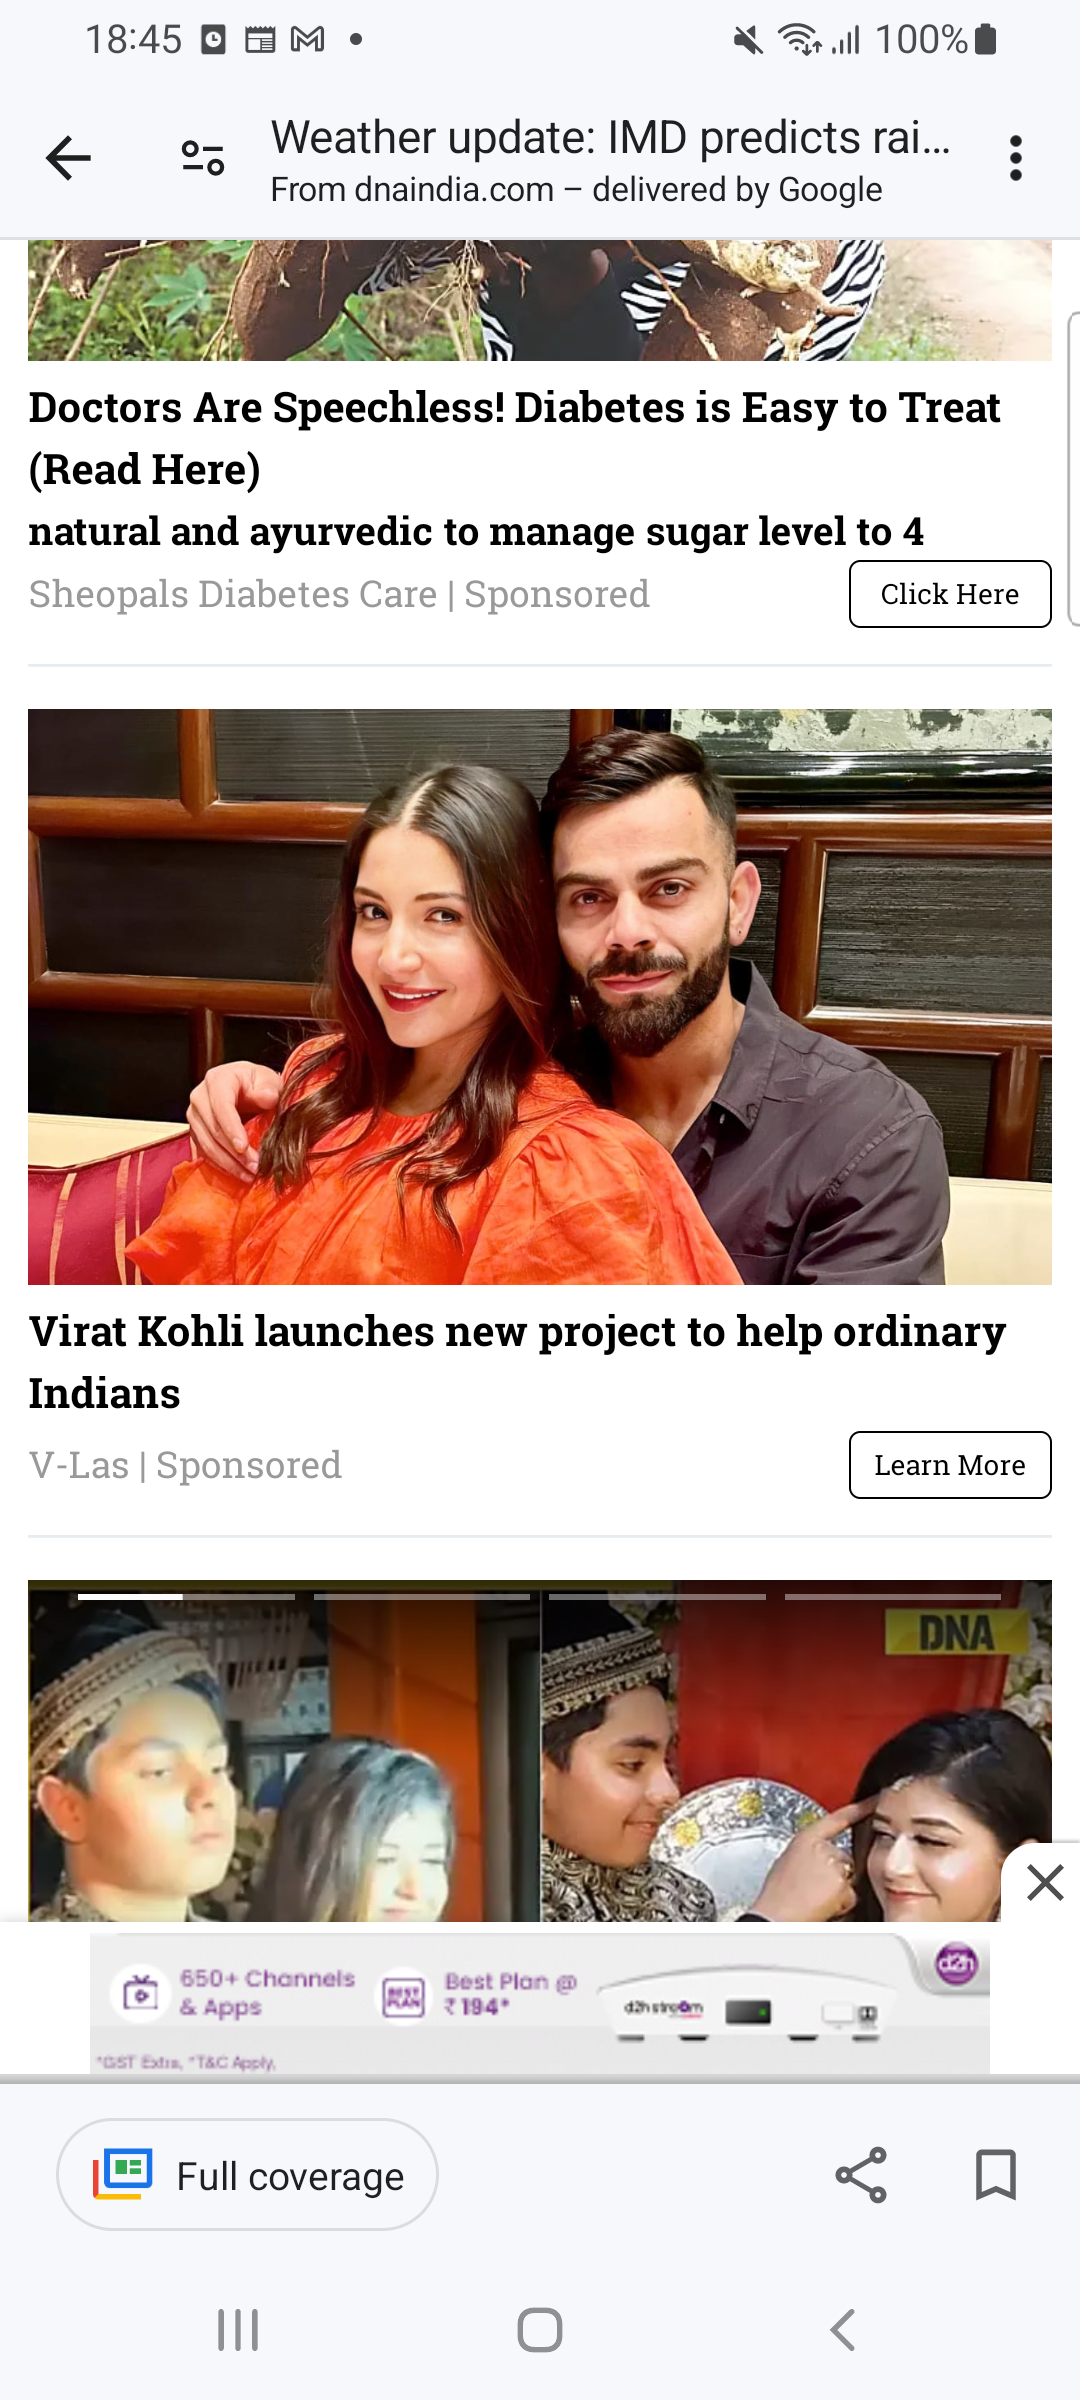 18:45
100%
Weather update: IMD predicts rai...
From dnaindia.com – delivered by Google
Doctors Are Speechless! Diabetes is Easy to Treat
(Read Here)
natural and ayurvedic to manage sugar level to 4
Sheopals Diabetes Care | Sponsored
Click Here
Virat Kohli launches new project to help ordinary
Indians
V-Las | Sponsored
Learn More
DNA
650+ Channels
& Apps
BEST
PLAN
Best Plan @
₹ 194*
d2h stream
d2h
*GST Extra, *T&C Apply,
Full coverage